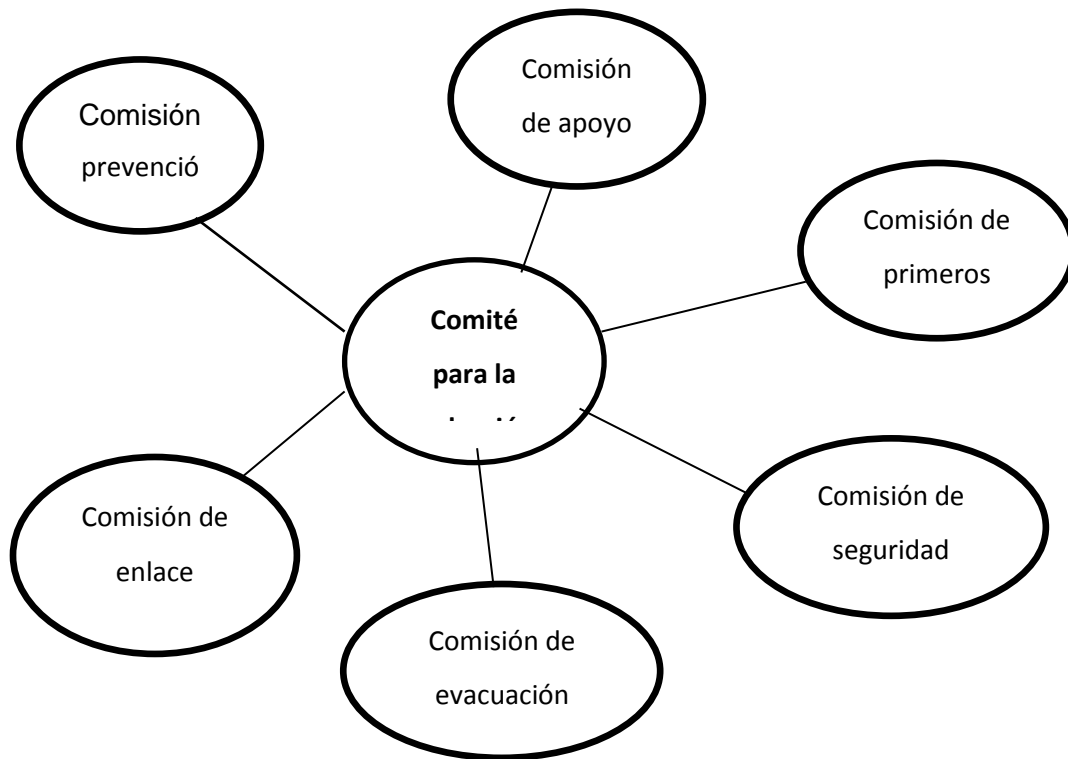 Comisión
prevenció
Comisión
de apoyo
Comisión de
primeros
Comité
para la
Comisión de
seguridad
Comisión de
enlace
Comisión de
evacuación